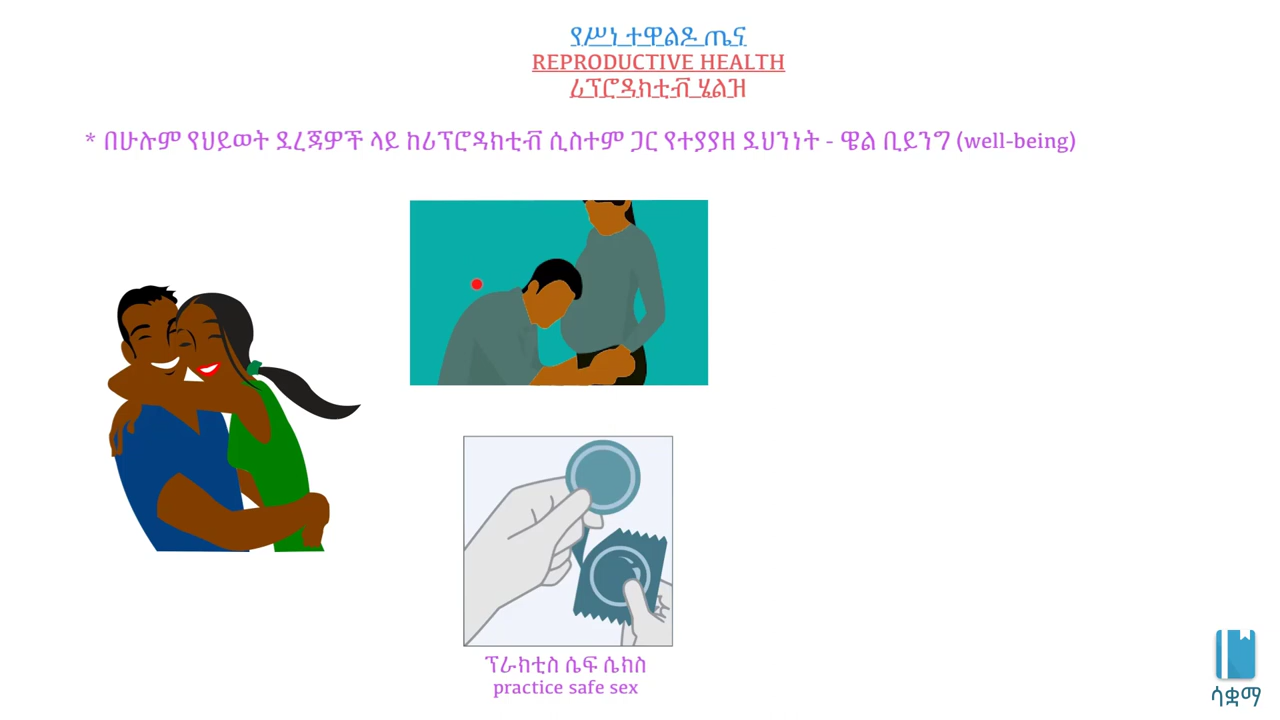 የሥነ ተዋልዶ ጤና
REPRODUCTIVE HEALTH
ሪፕሮዳክቲቭ ሄልዝ
* በሁሉም የህይወት ደረጃዎች ላይ ከሪፕሮዳክቲቭ ሲስተም ጋር የተያያዘ ደህንነት - ዌል ቢይንግ (well-being)
ፕራክቲስ ሴፍ ሴክስ
practice safe sex
ሳቋማ